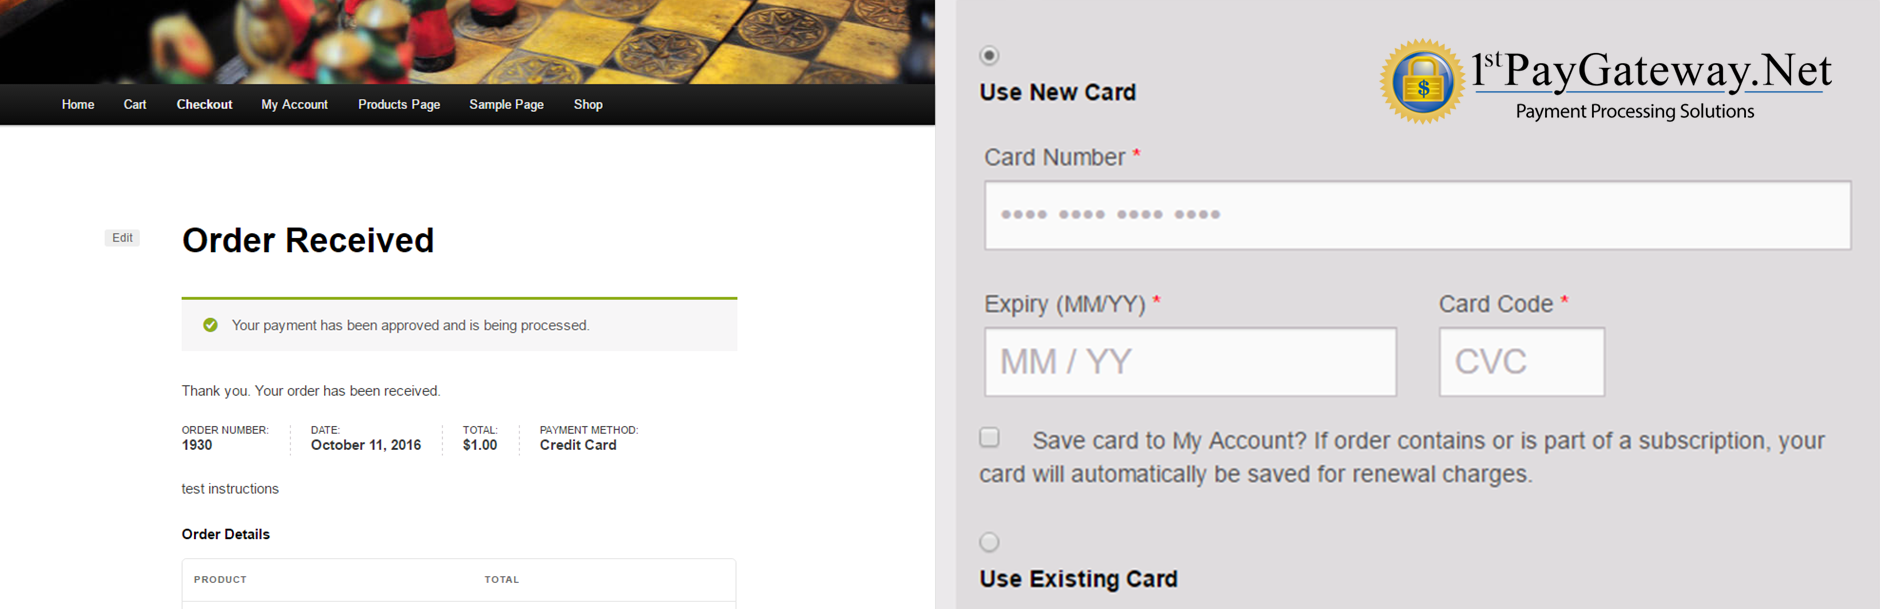 Home Cart Checkout My Account Products Page Sample Page Shop
Edit
Order Received
Your payment has been approved and is being processed.
Thank you. Your order has been received.
ORDER NUMBER: DATE: TOTAL: PAYMENT METHOD:
1930 October 11, 2016 $1.00 Credit Card
test instructions
Order Details
PRODUCT TOTAL
Use New Card
1stPayGateway.Net
$
Payment Processing Solutions
Card Number *
•••• •••• •••• ••••
Expiry (MM/YY) * Card Code *
MM / YY CVC
Save card to My Account? If order contains or is part of a subscription, your
card will automatically be saved for renewal charges.
Use Existing Card